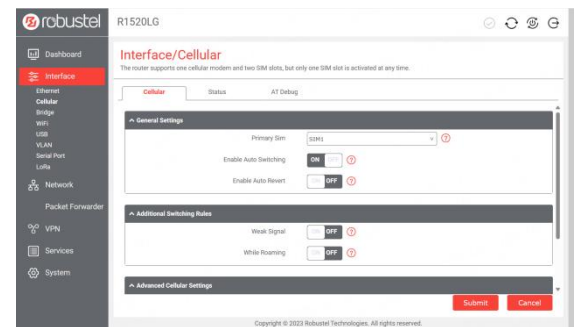 robustel
R1520LG
Dashboard
Interface
Ethernet
Cellular
Bridge
WiFi
USB
VLAN
Serial Port
LoRa
Network
Packet Forwarder
VPN
Services
System
Interface/Cellular
The router supports one cellular modem and two SIM slots, but only one SIM slot is activated at any time.
Cellular Status AT Debug
General Settings
Primary Sim SIM1 ?
Enable Auto Switching ON OFF ?
Enable Auto Revert ON OFF ?
Additional Switching Rules
Weak Signal ON OFF ?
While Roaming ON OFF ?
Advanced Cellular Settings
Submit Cancel
Copyright © 2023 Robustel Technologies. All rights reserved.